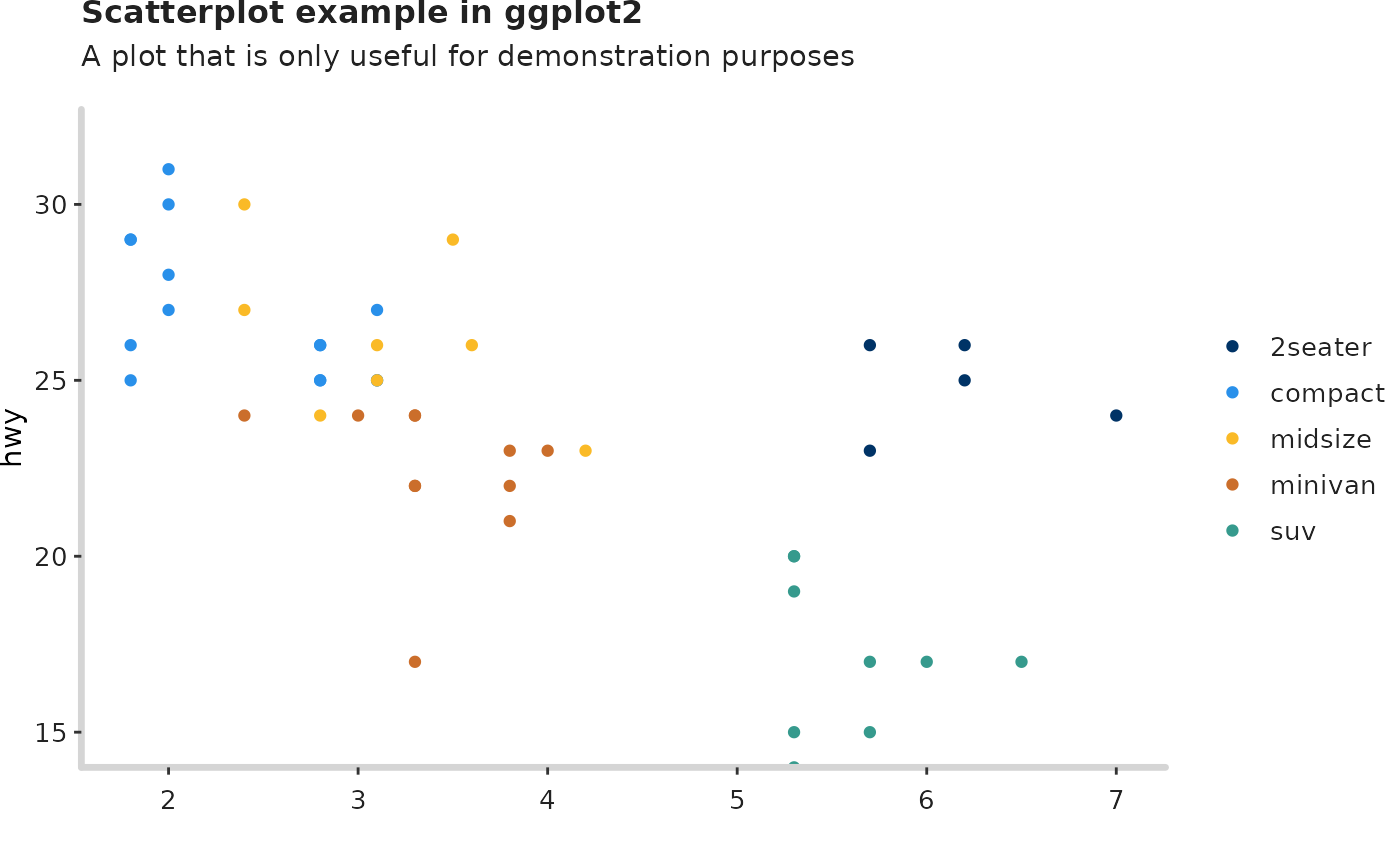 Scatterplot example in ggplot2
A plot that is only useful for demonstration purposes
hwy
30
25
20
15
2 3 4 5 6 7
2seater
compact
midsize
minivan
suv